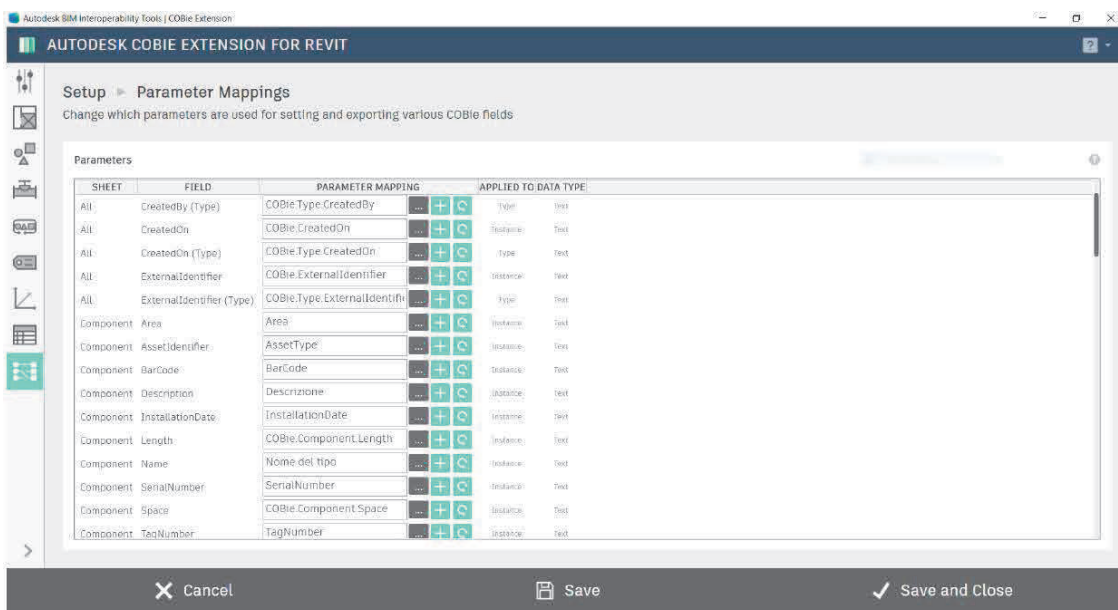 Autodesk BIM Interoperability Tools | COBie Extension
AUTODESK COBIE EXTENSION FOR REVIT
?
Setup ▶ Parameter Mappings
Change which parameters are used for setting and exporting various COBie fields
Parameters
SHEET FIELD PARAMETER MAPPING APPLIED TO DATA TYPE
All CreatedBy (Type) COBie.Type.CreatedBy ... + Type Text
All CreatedOn COBie.CreatedOn ... + Instance Text
All CreatedOn (Type) COBie.Type.CreatedOn ... + Type Text
All ExternalIdentifier COBie.ExternalIdentifier ... + Instance Text
All ExternalIdentifier (Type) COBie.Type.ExternalIdentifi ... + Type Text
Component Area Area ... + Instance Text
Component AssetIdentifier AssetType ... + Instance Text
Component BarCode BarCode ... + Instance Text
Component Description Descrizione ... + Instance Text
Component InstallationDate InstallationDate ... + Instance Text
Component Length COBie.Component.Length ... + Instance Text
Component Name Nome del tipo ... + Instance Text
Component SerialNumber SerialNumber ... + Instance Text
Component Space COBie.Component.Space ... + Instance Text
Component TagNumber TagNumber ... + Instance Text
Cancel Save Save and Close